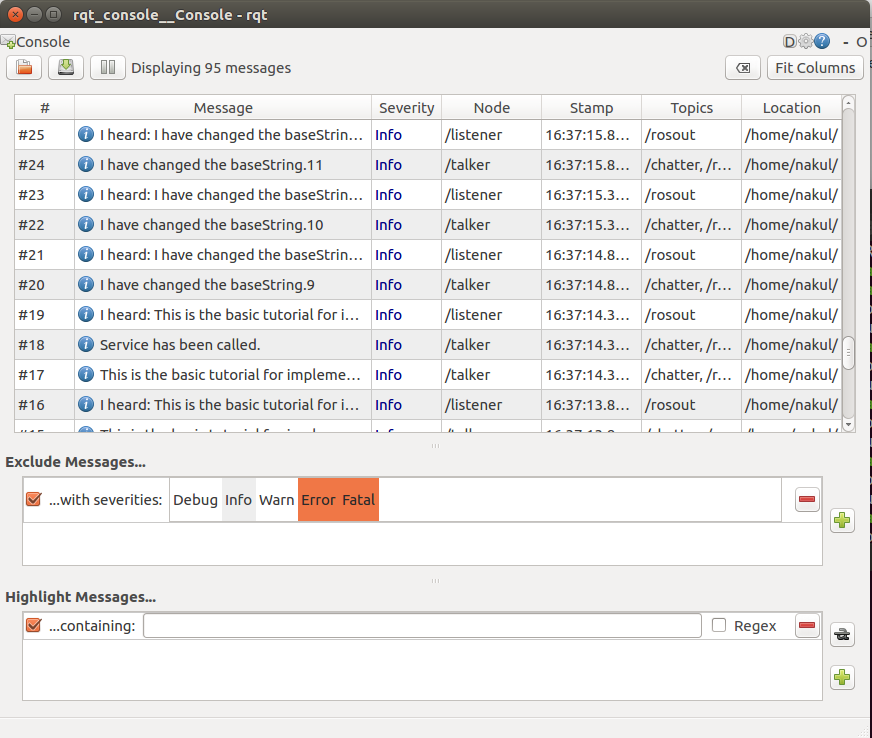 rqt_console__Console - rqt
Console D ? - O
Displaying 95 messages Fit Columns
# Message Severity Node Stamp Topics Location
#25 I heard: I have changed the baseStrin... Info /listener 16:37:15.8... /rosout /home/nakul/
#24 I have changed the baseString.11 Info /talker 16:37:15.8... /chatter, /r... /home/nakul/
#23 I heard: I have changed the baseStrin... Info /listener 16:37:15.3... /rosout /home/nakul/
#22 I have changed the baseString.10 Info /talker 16:37:15.3... /chatter, /r... /home/nakul/
#21 I heard: I have changed the baseStrin... Info /listener 16:37:14.8... /rosout /home/nakul/
#20 I have changed the baseString.9 Info /talker 16:37:14.8... /chatter, /r... /home/nakul/
#19 I heard: This is the basic tutorial for i... Info /listener 16:37:14.3... /rosout /home/nakul/
#18 Service has been called. Info /talker 16:37:14.3... /chatter, /r... /home/nakul/
#17 This is the basic tutorial for impleme... Info /talker 16:37:14.3... /chatter, /r... /home/nakul/
#16 I heard: This is the basic tutorial for i... Info /listener 16:37:13.8... /rosout /home/nakul/
Exclude Messages...
...with severities: Debug Info Warn Error Fatal
Highlight Messages...
...containing: Regex